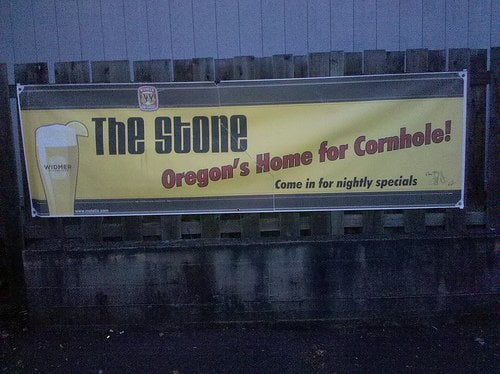 The Stone
Oregon's Home for Cornhole!
Come in for nightly specials
WIDMER